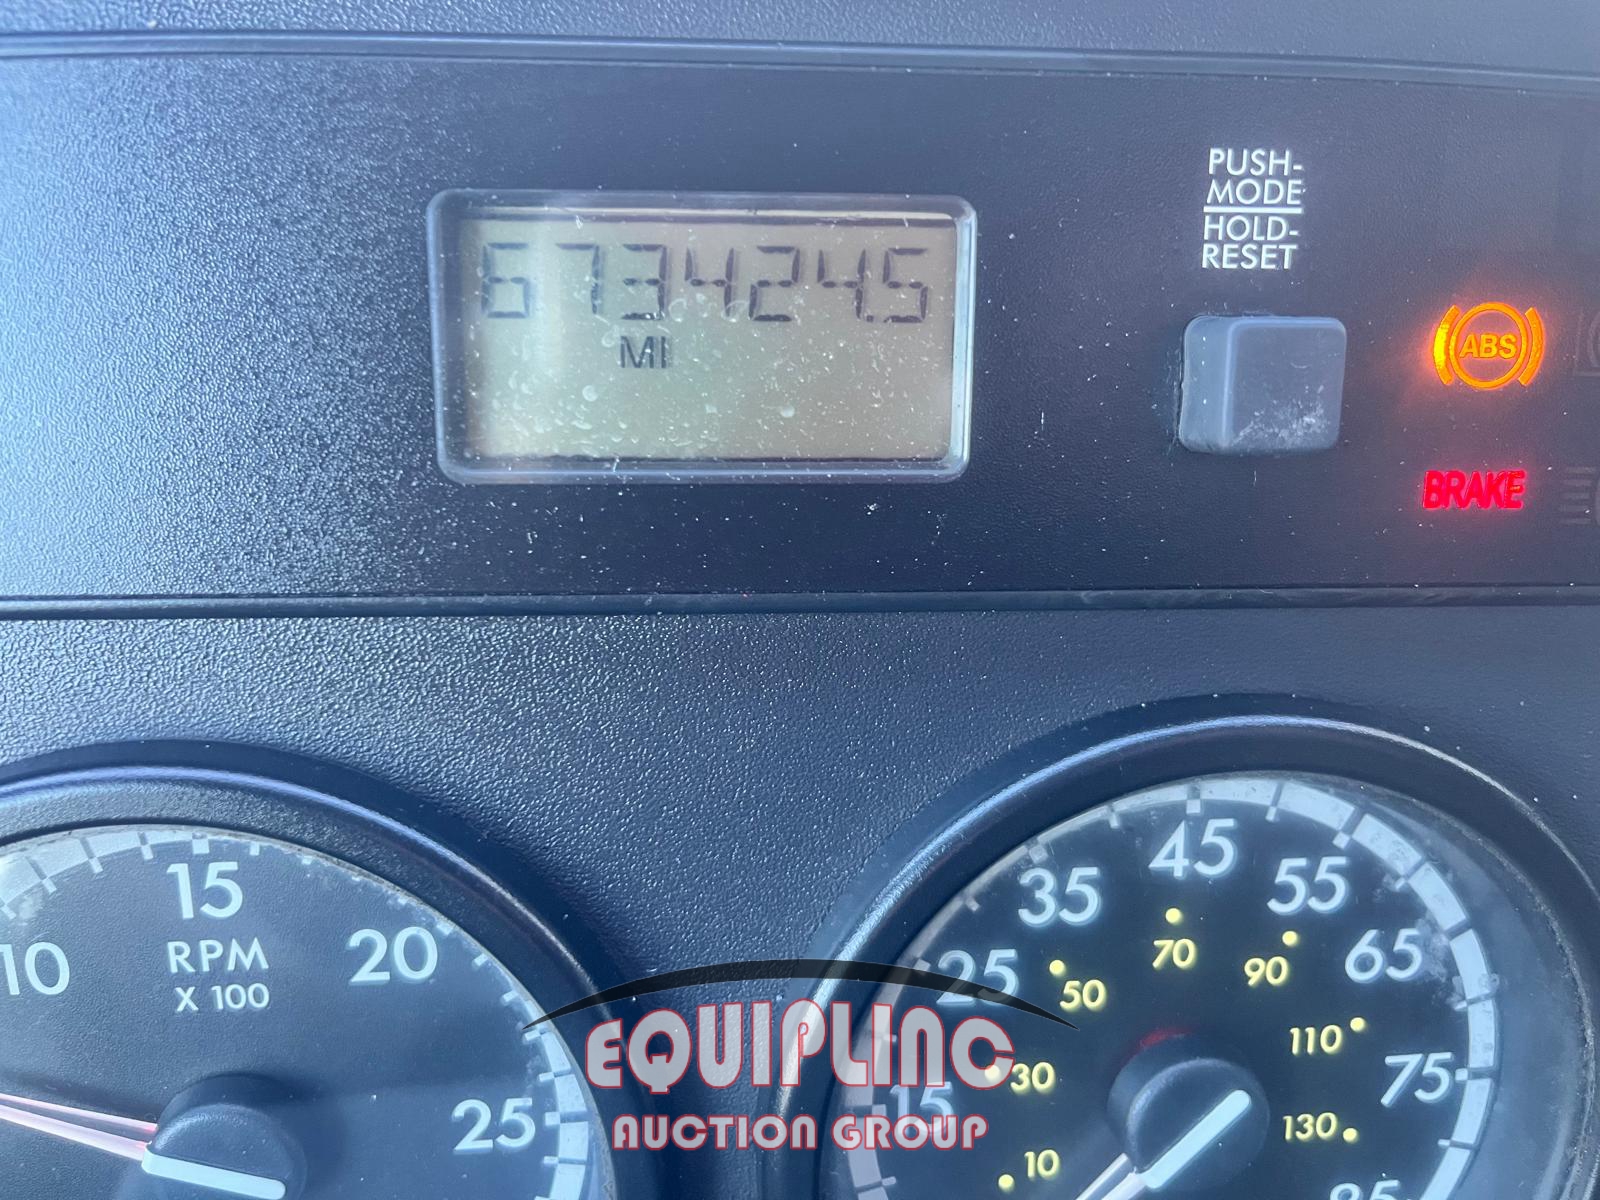 673424.5
MI
PUSH-
MODE
HOLD-
RESET
ABS
BRAKE
10
15
20
25
RPM
X 100
15
25
35
45
55
65
75
85
10
30
50
70
90
110
130
EQUIPLINC
AUCTION GROUP